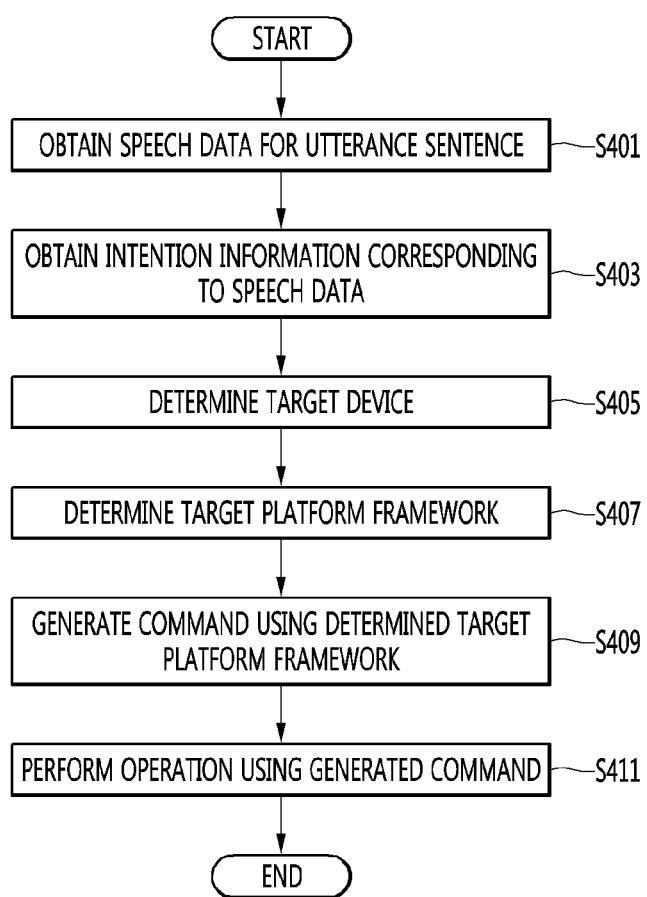 START
OBTAIN SPEECH DATA FOR UTTERANCE SENTENCE
S401
OBTAIN INTENTION INFORMATION CORRESPONDING
TO SPEECH DATA
S403
DETERMINE TARGET DEVICE
S405
DETERMINE TARGET PLATFORM FRAMEWORK
S407
GENERATE COMMAND USING DETERMINED TARGET
PLATFORM FRAMEWORK
S409
PERFORM OPERATION USING GENERATED COMMAND
S411
END